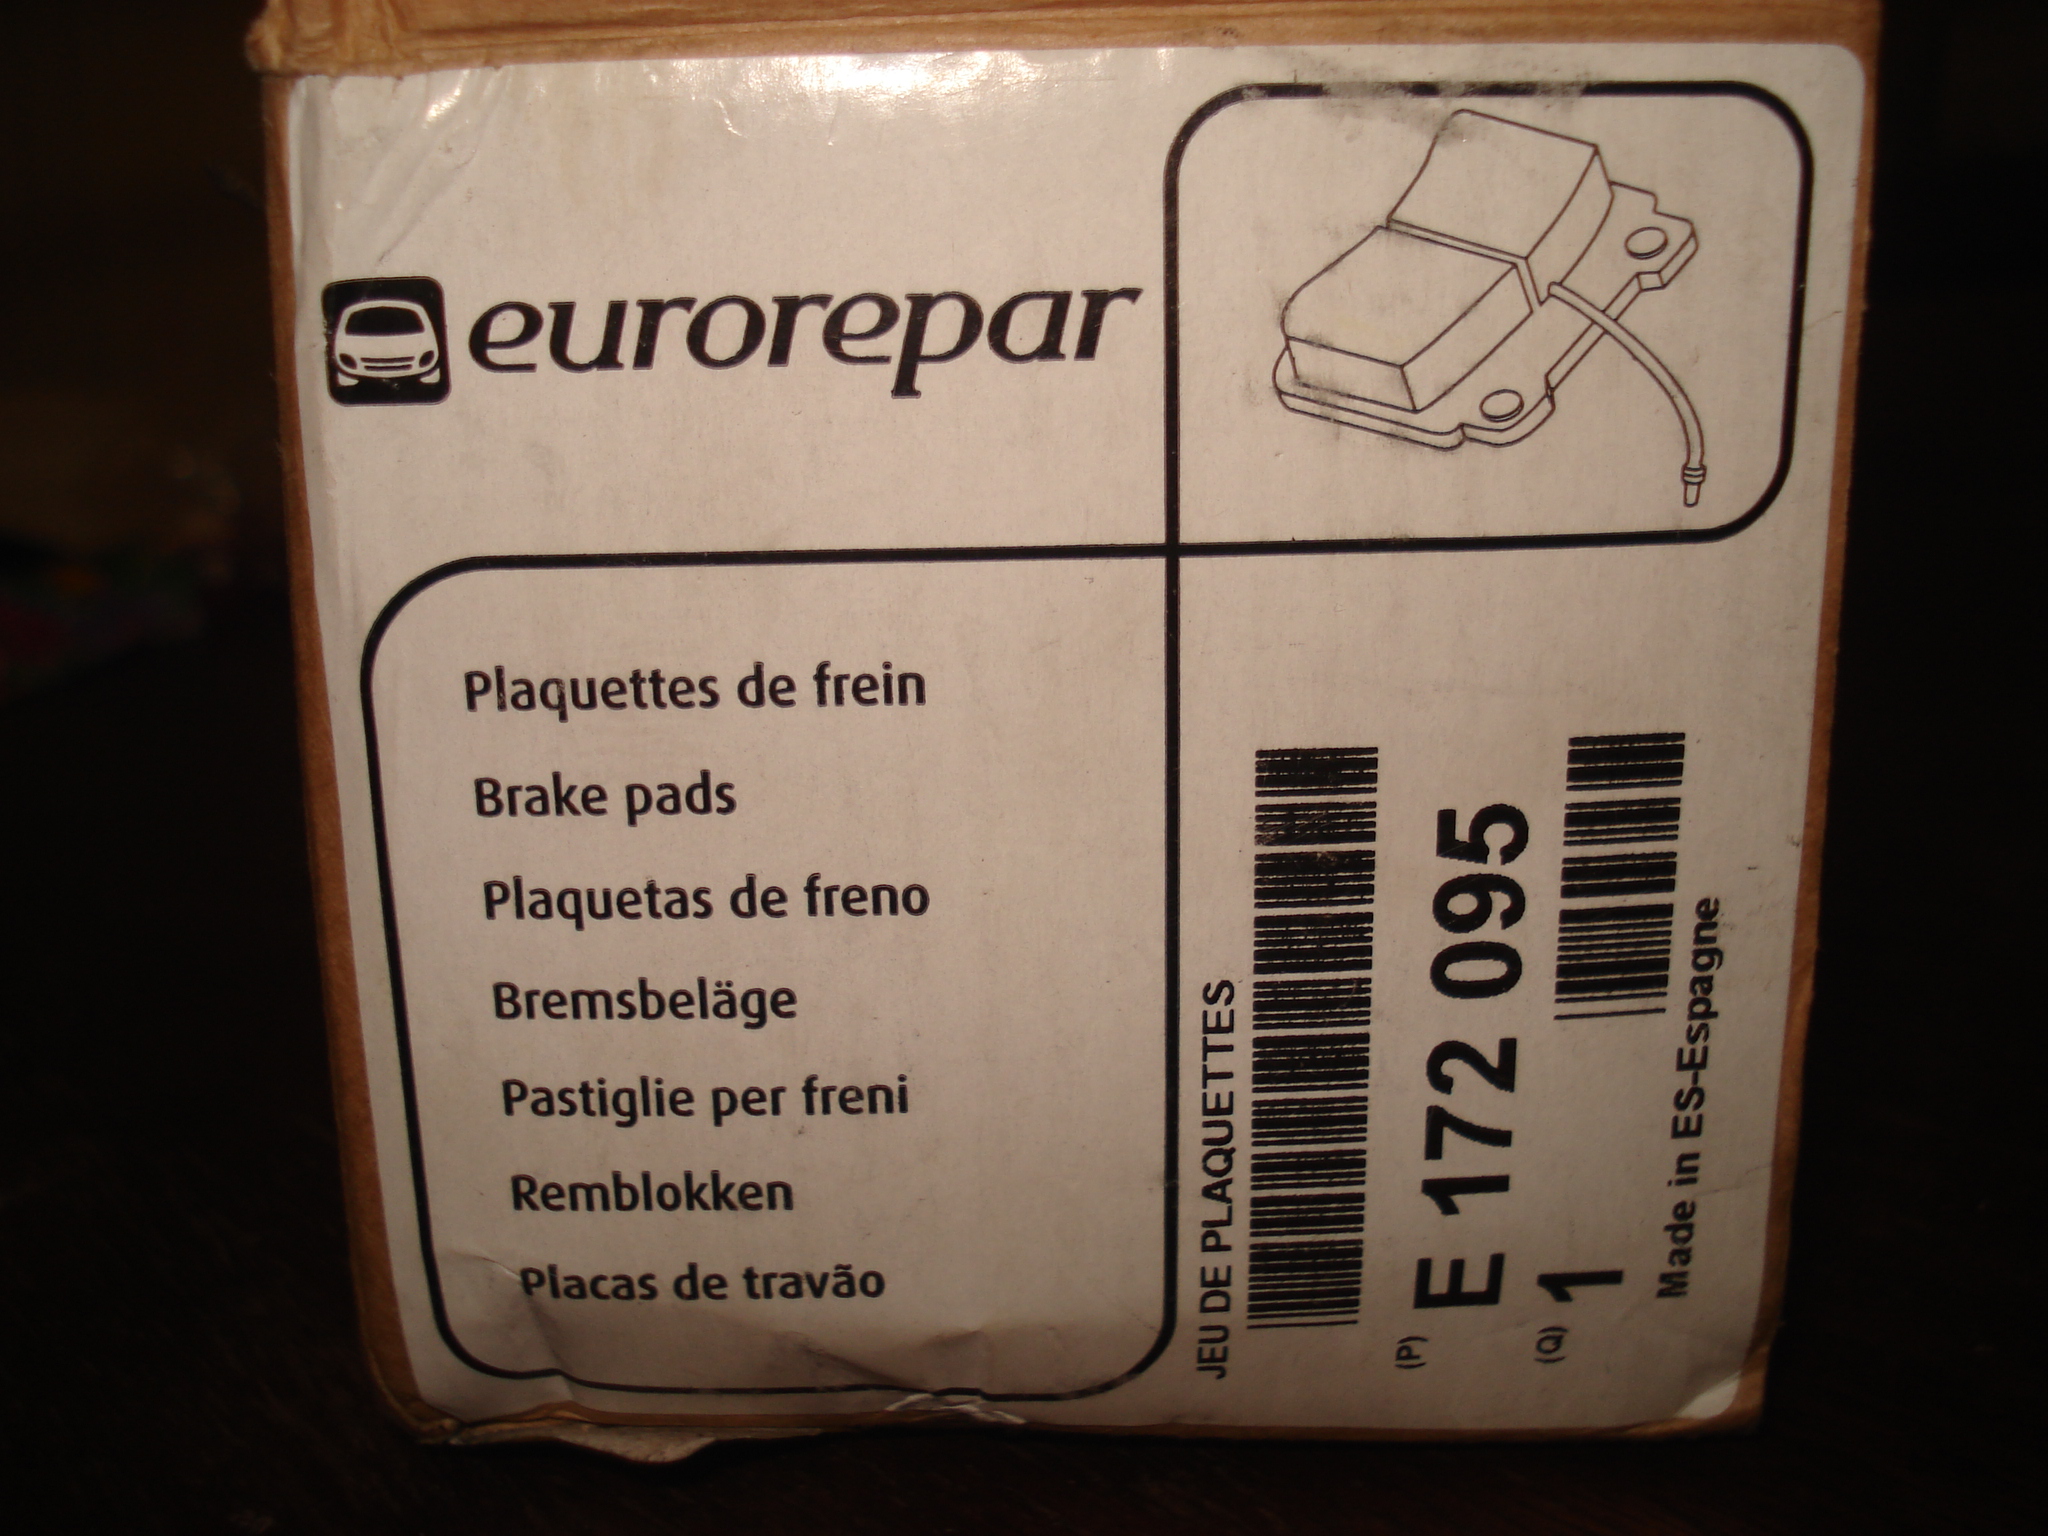 eurorepar
Plaquettes de frein
Brake pads
Plaquetas de freno
Bremsbeläge
Pastiglie per freni
Remblokken
Placas de travão
JEU DE PLAQUETTES
(P) E 172 095
(Q) 1
Made in ES-Espagne